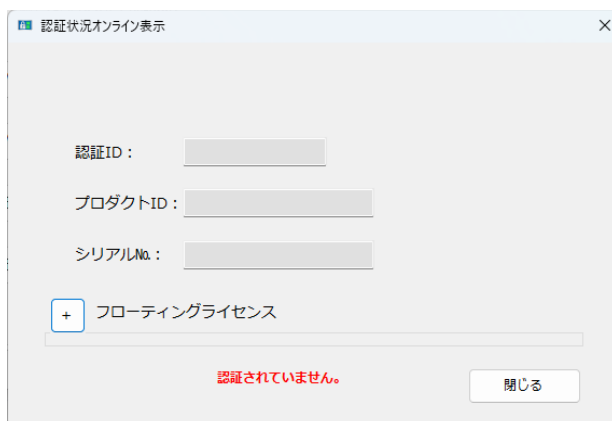 認証状況オンライン表示
認証ID：
プロダクトID：
シリアル№：
+ フローティングライセンス
認証されていません。
閉じる